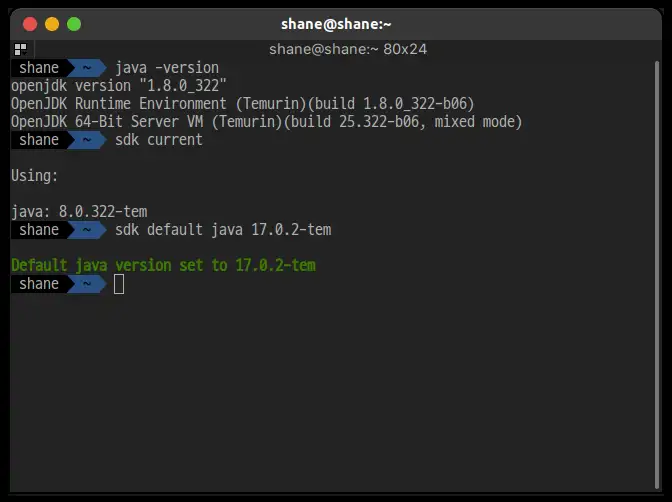 shane@shane:~
shane@shane:~ 80x24
shane ~ java -version
openjdk version "1.8.0_322"
OpenJDK Runtime Environment (Temurin)(build 1.8.0_322-b06)
OpenJDK 64-Bit Server VM (Temurin)(build 25.322-b06, mixed mode)
shane ~ sdk current
Using:
java: 8.0.322-tem
shane ~ sdk default java 17.0.2-tem
Default java version set to 17.0.2-tem
shane ~